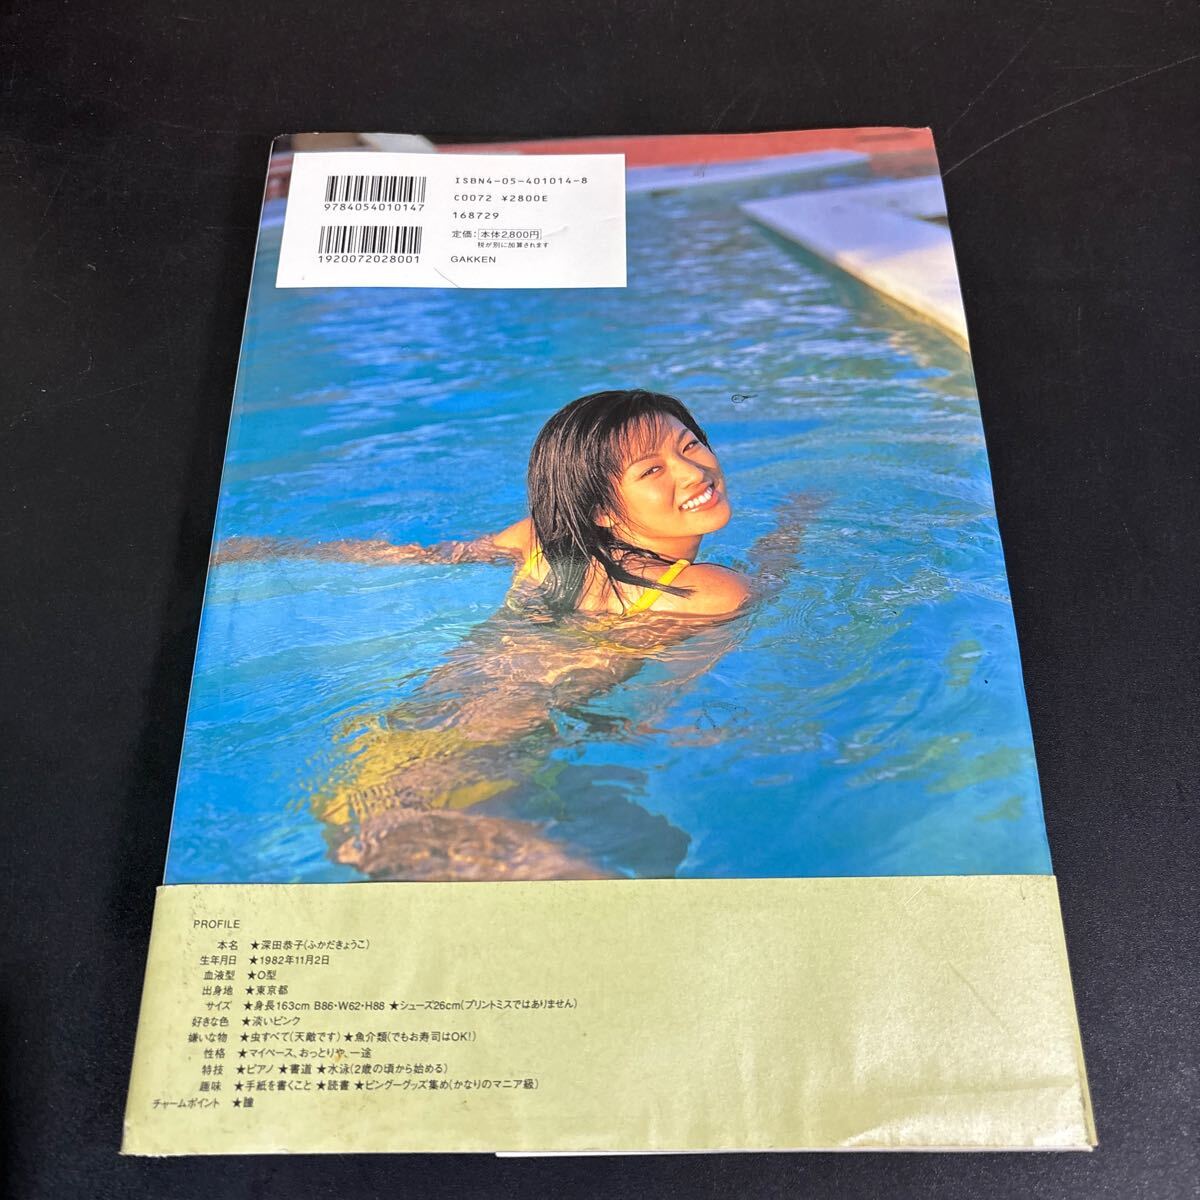 ISBN4-05-401014-8
C0072 ¥2800E
9784054010147
168729
定価:本体2,800円
税が別に加算されます
1920072028001
GAKKEN
PROFILE
本名 ★深田恭子(ふかだきょうこ)
生年月日 ★1982年11月2日
血液型 ★O型
出身地 ★東京都
サイズ ★身長163cm B86・W62・H88 ★シューズ26cm(プリントミスではありません)
好きな色 ★淡いピンク
嫌いな物 ★虫すべて(天敵です) ★魚介類(でもお寿司はOK!)
性格 ★マイペース、おっとりや、一途
特技 ★ピアノ ★書道 ★水泳(2歳の頃から始める)
趣味 ★手紙を書くこと ★読書 ★ピングーグッズ集め(かなりのマニア級)
チャームポイント ★瞳